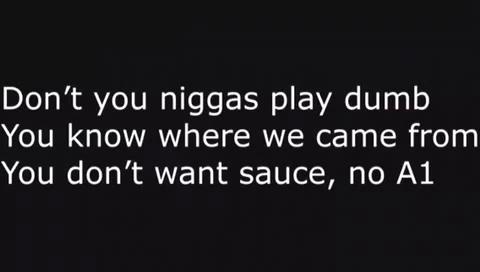 Don’t you niggas play dumb
You know where we came from
You don’t want sauce, no A1